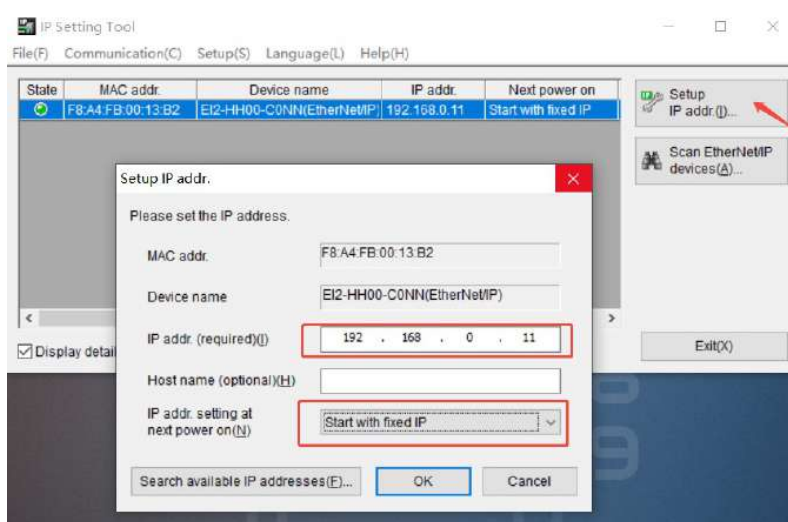 IP Setting Tool
File(F) Communication(C) Setup(S) Language(L) Help(H)
State MAC addr. Device name IP addr. Next power on
F8:A4:FB:00:13:B2 EI2-HH00-C0NN(EtherNet/IP) 192.168.0.11 Start with fixed IP
Setup
IP addr.(I)...
Scan EtherNet/IP
devices(A)...
Setup IP addr.
Please set the IP address.
MAC addr. F8:A4:FB:00:13:B2
Device name EI2-HH00-C0NN(EtherNet/IP)
IP addr. (required)(I) 192 . 168 . 0 . 11
Host name (optional)(H)
IP addr. setting at
next power on(N)
Start with fixed IP
Search available IP addresses(F)... OK Cancel
Display detail
Exit(X)